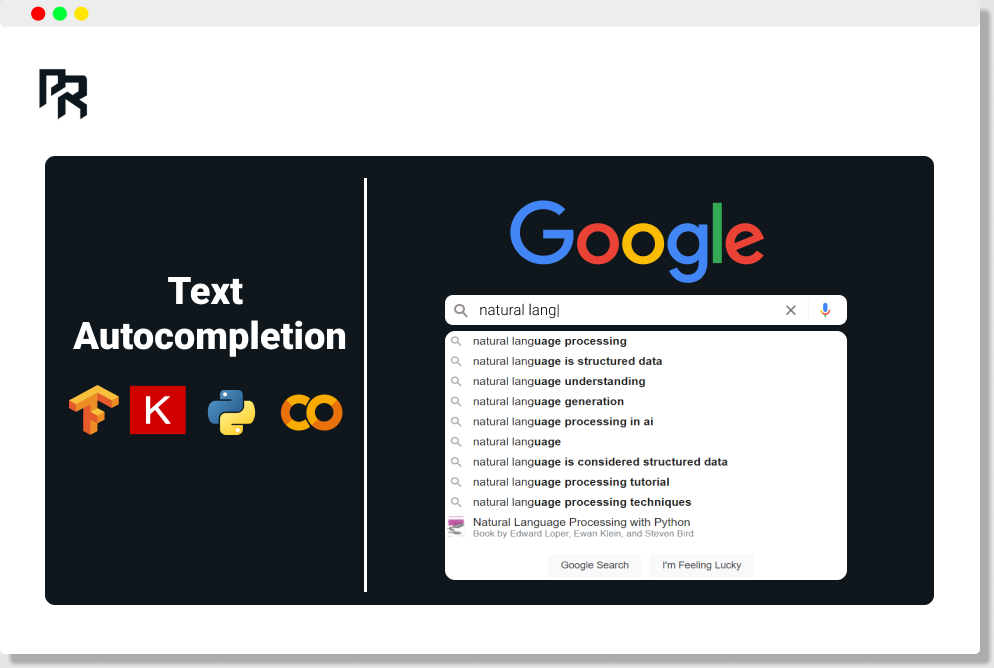 PR
Text
Autocompletion
K
Google
natural lang
natural language processing
natural language is structured data
natural language understanding
natural language generation
natural language processing in ai
natural language
natural language is considered structured data
natural language processing tutorial
natural language processing techniques
Natural Language Processing with Python
Book by Edward Loper, Ewan Klein, and Steven Bird
Google Search
I'm Feeling Lucky